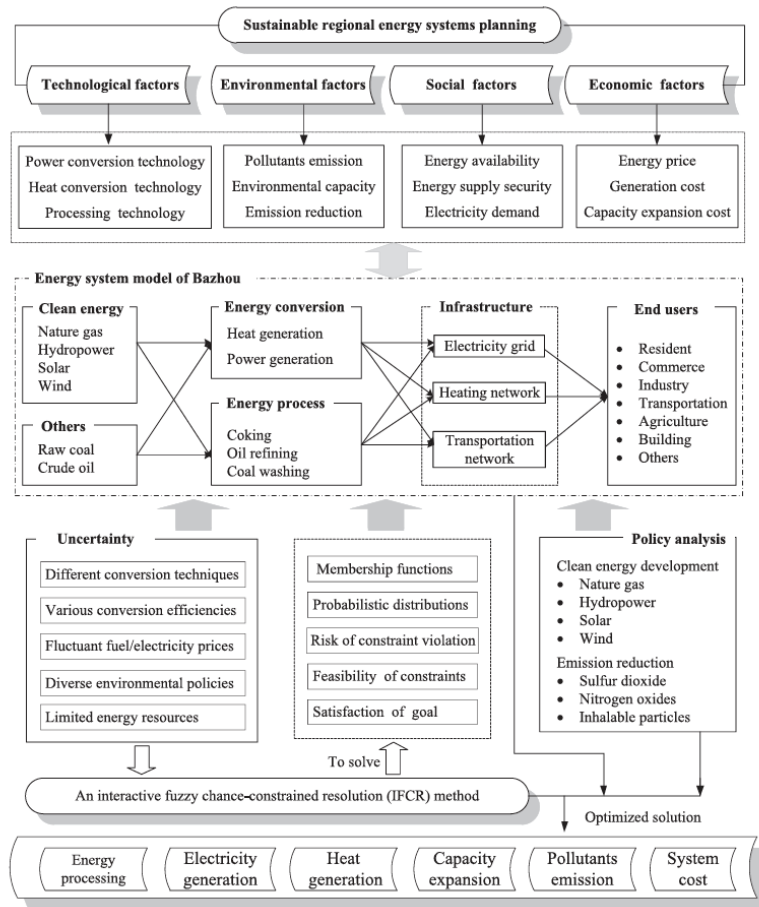 Sustainable regional energy systems planning
Technological factors
Environmental factors
Social factors
Economic factors
Power conversion technology
Heat conversion technology
Processing technology
Pollutants emission
Environmental capacity
Emission reduction
Energy availability
Energy supply security
Electricity demand
Energy price
Generation cost
Capacity expansion cost
Energy system model of Bazhou
Clean energy
Nature gas
Hydropower
Solar
Wind
Others
Raw coal
Crude oil
Energy conversion
Heat generation
Power generation
Energy process
Coking
Oil refining
Coal washing
Infrastructure
Electricity grid
Heating network
Transportation
network
End users
• Resident
• Commerce
• Industry
• Transportation
• Agriculture
• Building
• Others
Uncertainty
Different conversion techniques
Various conversion efficiencies
Fluctuant fuel/electricity prices
Diverse environmental policies
Limited energy resources
Membership functions
Probabilistic distributions
Risk of constraint violation
Feasibility of constraints
Satisfaction of goal
Policy analysis
Clean energy development
• Nature gas
• Hydropower
• Solar
• Wind
Emission reduction
• Sulfur dioxide
• Nitrogen oxides
• Inhalable particles
To solve
An interactive fuzzy chance-constrained resolution (IFCR) method
Optimized solution
Energy
processing
Electricity
generation
Heat
generation
Capacity
expansion
Pollutants
emission
System
cost